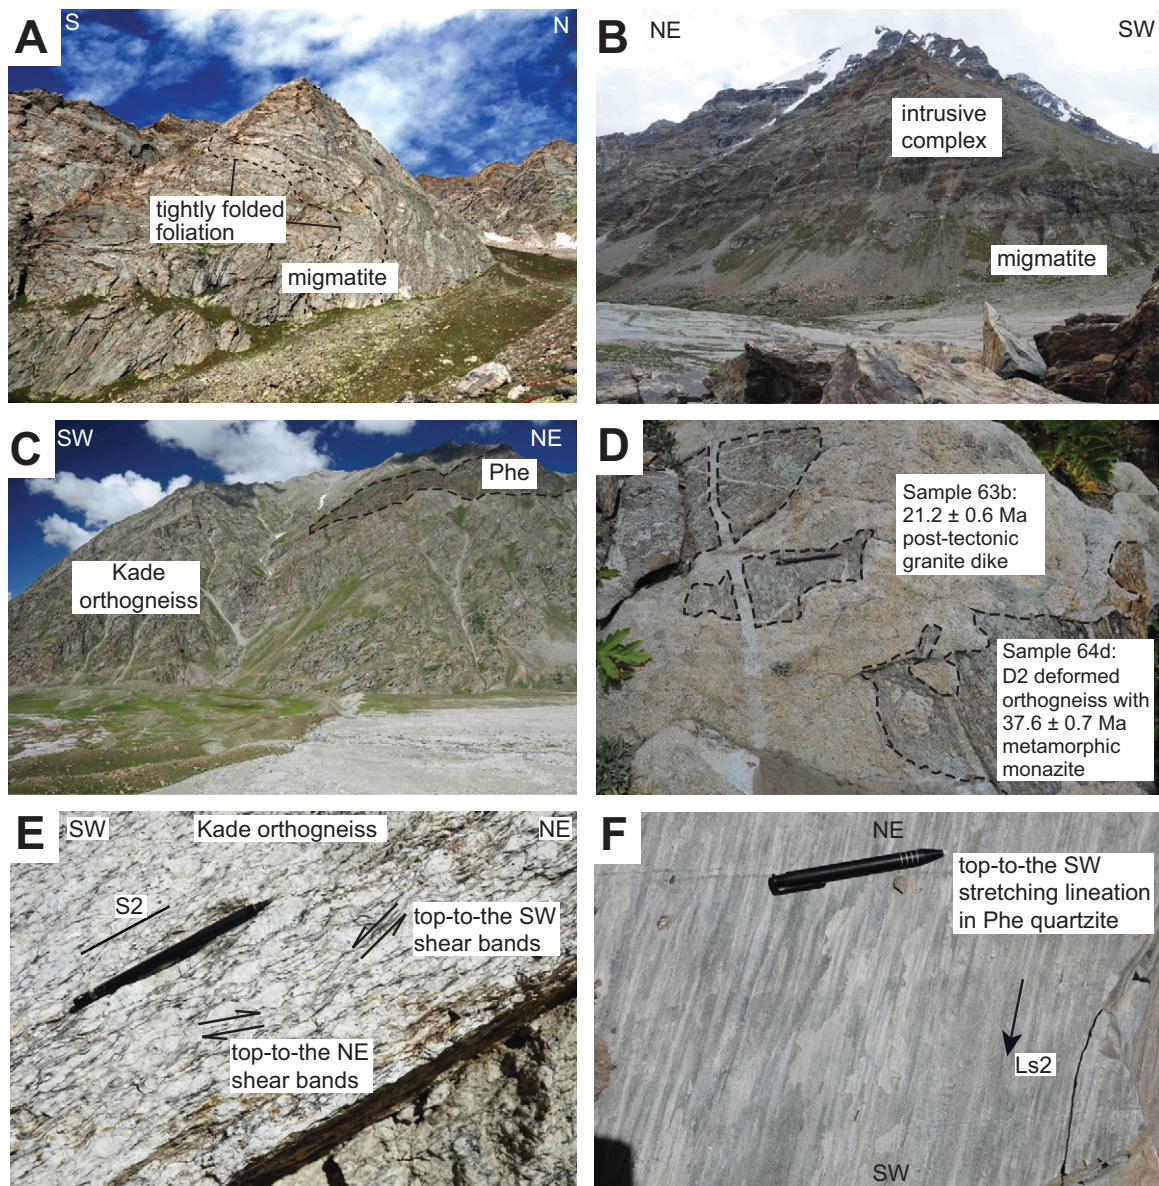 A
S
N
tightly folded
foliation
migmatite
B
NE
SW
intrusive
complex
migmatite
C
SW
NE
Phe
Kade
orthogneiss
D
Sample 63b:
21.2 ± 0.6 Ma
post-tectonic
granite dike
Sample 64d:
D2 deformed
orthogneiss with
37.6 ± 0.7 Ma
metamorphic
monazite
E
SW
Kade orthogneiss
NE
S2
top-to-the SW
shear bands
top-to-the NE
shear bands
F
NE
top-to-the SW
stretching lineation
in Phe quartzite
Ls2
SW